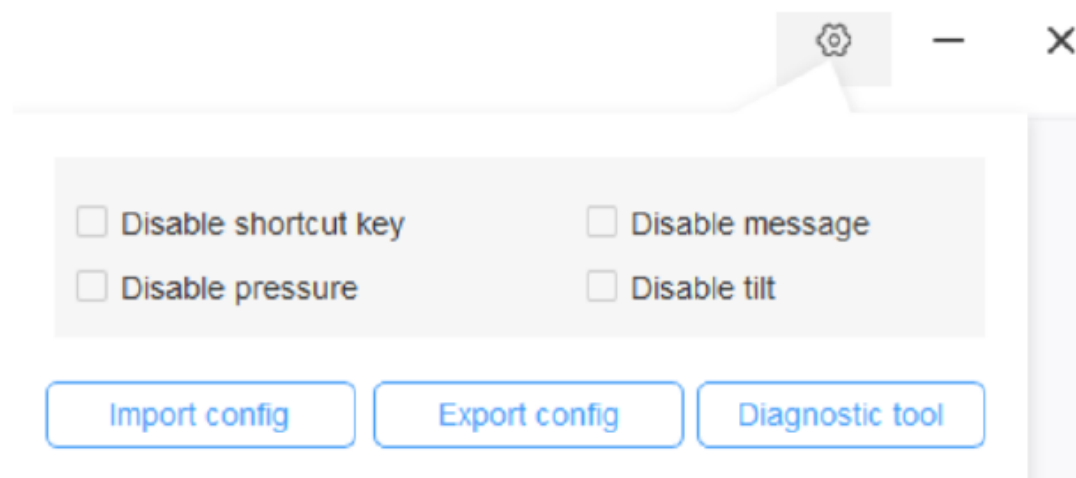 Disable shortcut key
Disable message
Disable pressure
Disable tilt
Import config
Export config
Diagnostic tool